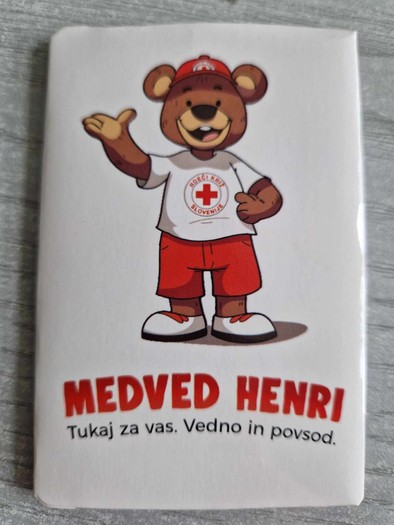 RDEČI KRIŽ
SLOVENIJE
MEDVED HENRI
Tukaj za vas. Vedno in povsod.